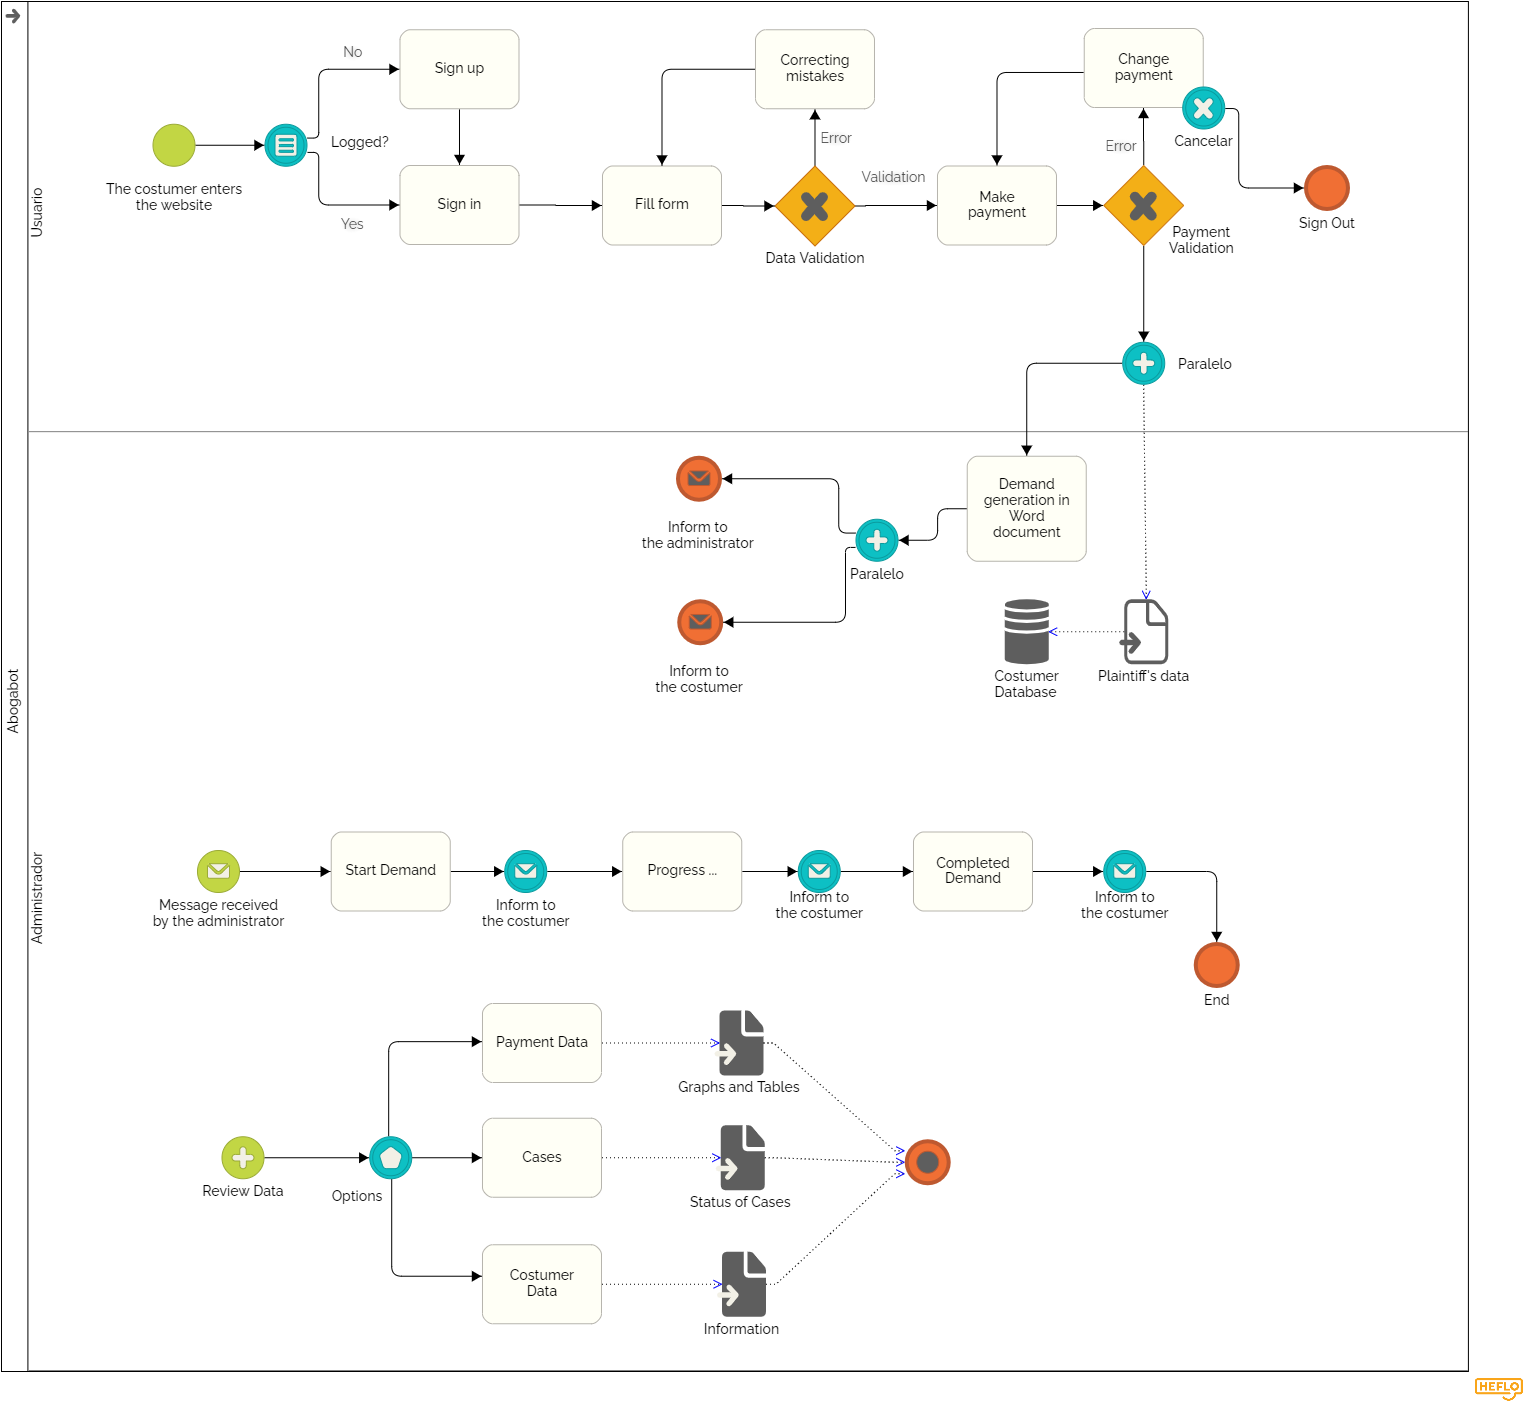 Abogabot
Usuario
No
Sign up
Correcting
mistakes
Change
payment
Logged?
Error
Error
Cancelar
The costumer enters
the website
Yes
Sign in
Fill form
Validation
Make
payment
Data Validation
Payment
Validation
Sign Out
Paralelo
Administrador
Demand
generation in
Word
document
Inform to
the administrator
Paralelo
Inform to
the costumer
Costumer
Database
Plaintiff's data
Start Demand
Progress ...
Completed
Demand
Message received
by the administrator
Inform to
the costumer
Inform to
the costumer
Inform to
the costumer
End
Payment Data
Graphs and Tables
Review Data
Options
Cases
Status of Cases
Costumer
Data
Information
HEFLO